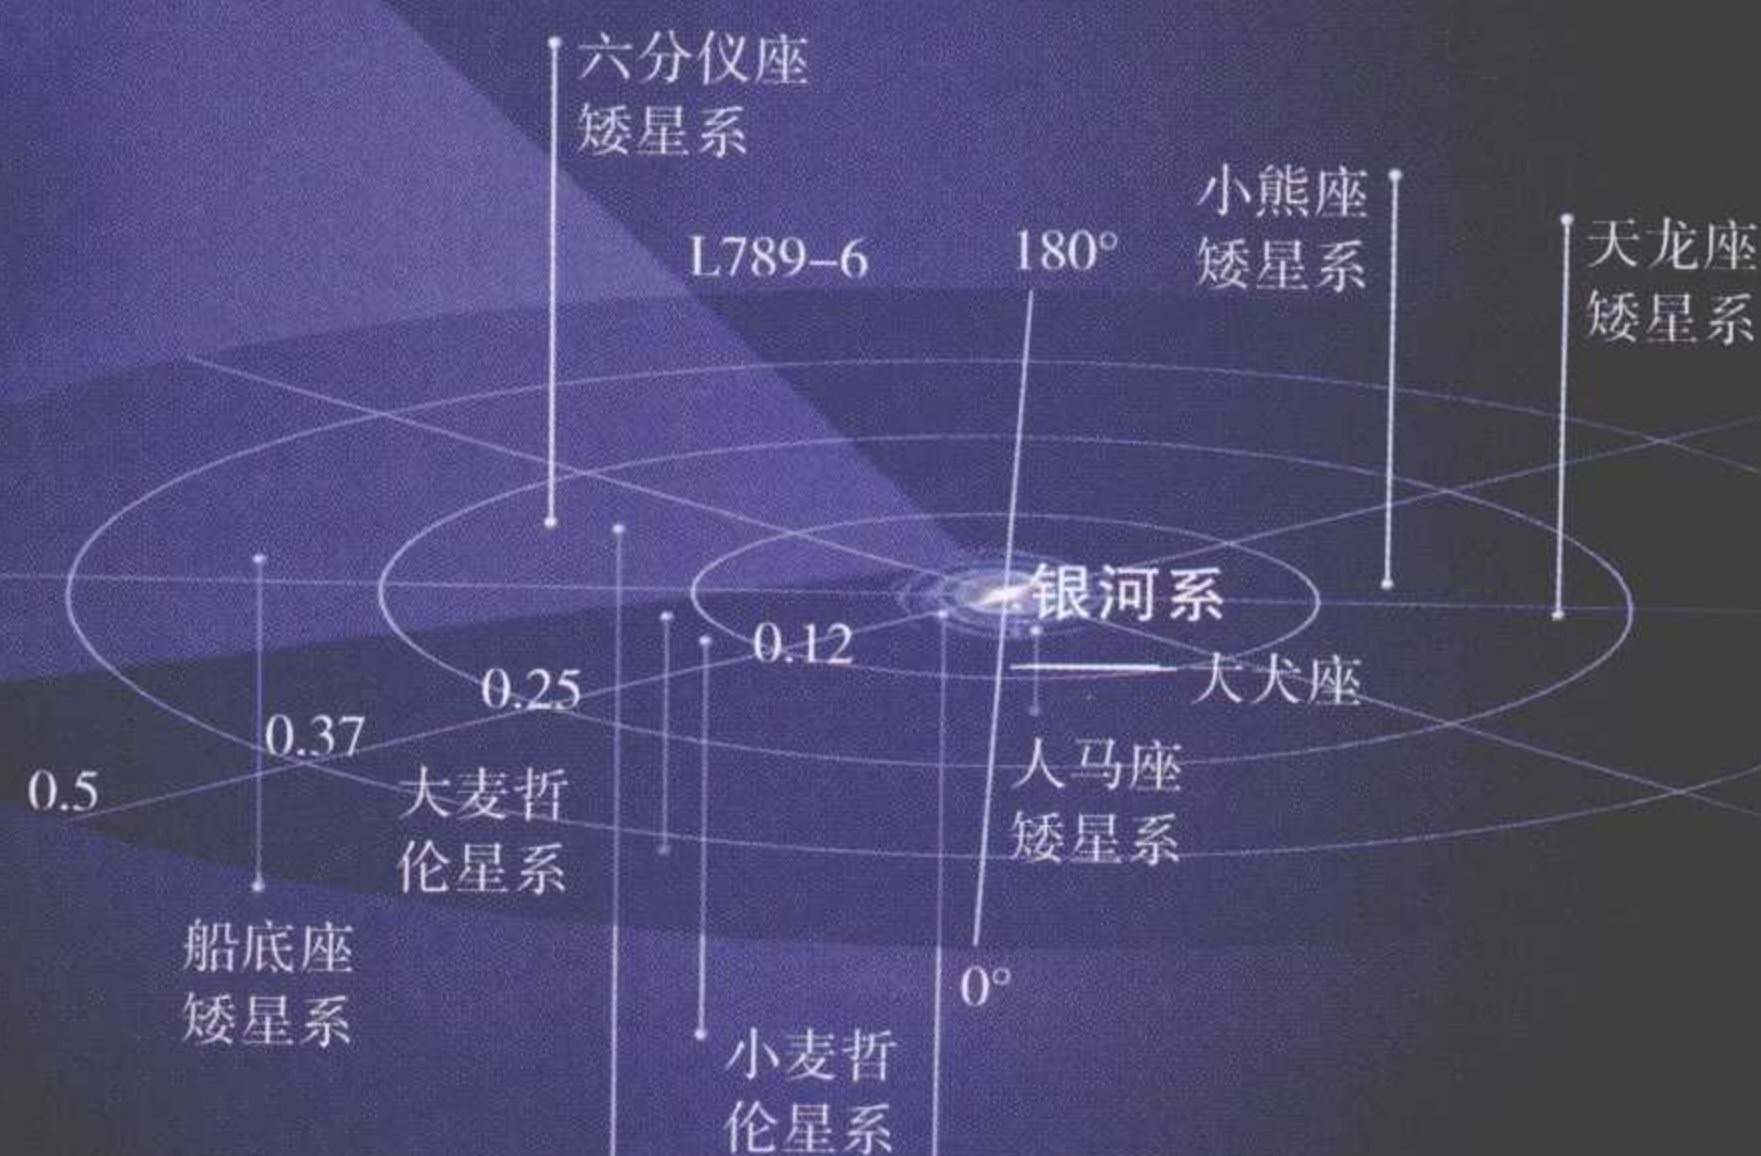 六分仪座
矮星系
小熊座
矮星系
天龙座
矮星系
L789-6
180°
银河系
0.12
大犬座
0.25
0.37
0.5
大麦哲
伦星系
人马座
矮星系
船底座
矮星系
0°
小麦哲
伦星系